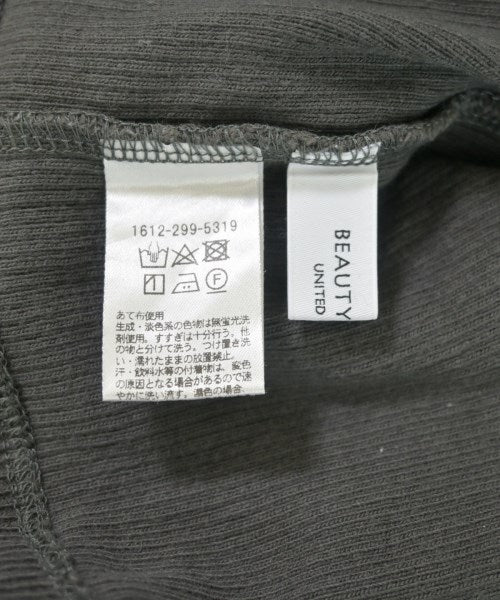 1612-299-5319
あて布使用
生成・淡色系の色物は無蛍光洗
剤使用。すすぎは十分行う。他
の物と分けて洗う。つけ置き洗
い・濡れたままの放置禁止。
汗・飲料水等の付着物は、変色
の原因となる場合があるので速
やかに洗い流す。濃色の場合、
BEAUTY
UNITED